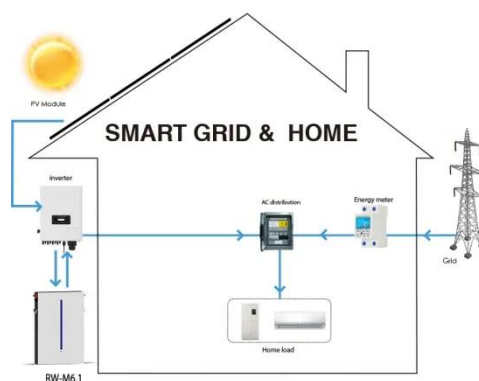 PV Module
SMART GRID & HOME
inverter
AC distribution
Energy meter
Grid
Home load
RW-M6.1